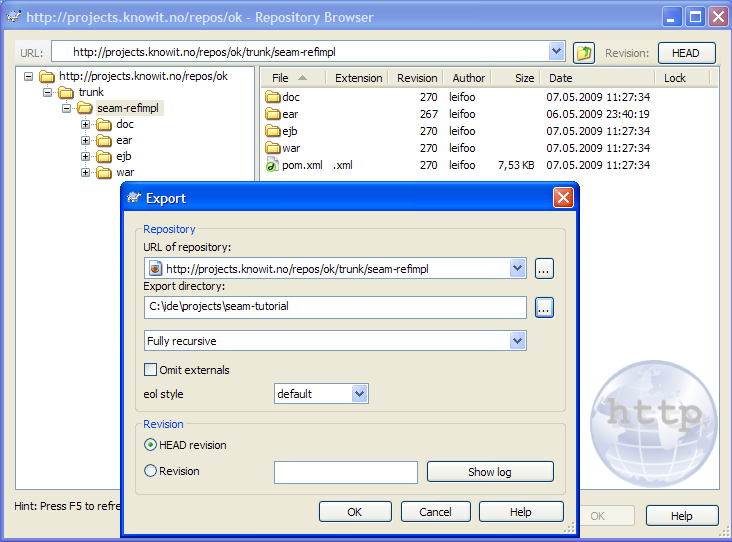 http://projects.knowit.no/repos/ok - Repository Browser
URL: http://projects.knowit.no/repos/ok/trunk/seam-refimpl Revision: HEAD
http://projects.knowit.no/repos/ok
trunk
seam-refimpl
doc
ear
ejb
war
File Extension Revision Author Size Date Lock
doc 270 leifoo 07.05.2009 11:27:34
ear 267 leifoo 06.05.2009 23:40:19
ejb 270 leifoo 07.05.2009 11:27:34
war 270 leifoo 07.05.2009 11:27:34
pom.xml .xml 270 leifoo 7,53 KB 07.05.2009 11:27:34
Export
Repository
URL of repository:
http://projects.knowit.no/repos/ok/trunk/seam-refimpl ...
Export directory:
C:\ide\projects\seam-tutorial ...
Fully recursive
Omit externals
eol style default
Revision
HEAD revision
Revision Show log
OK Cancel Help
http
Hint: Press F5 to refre
OK Help